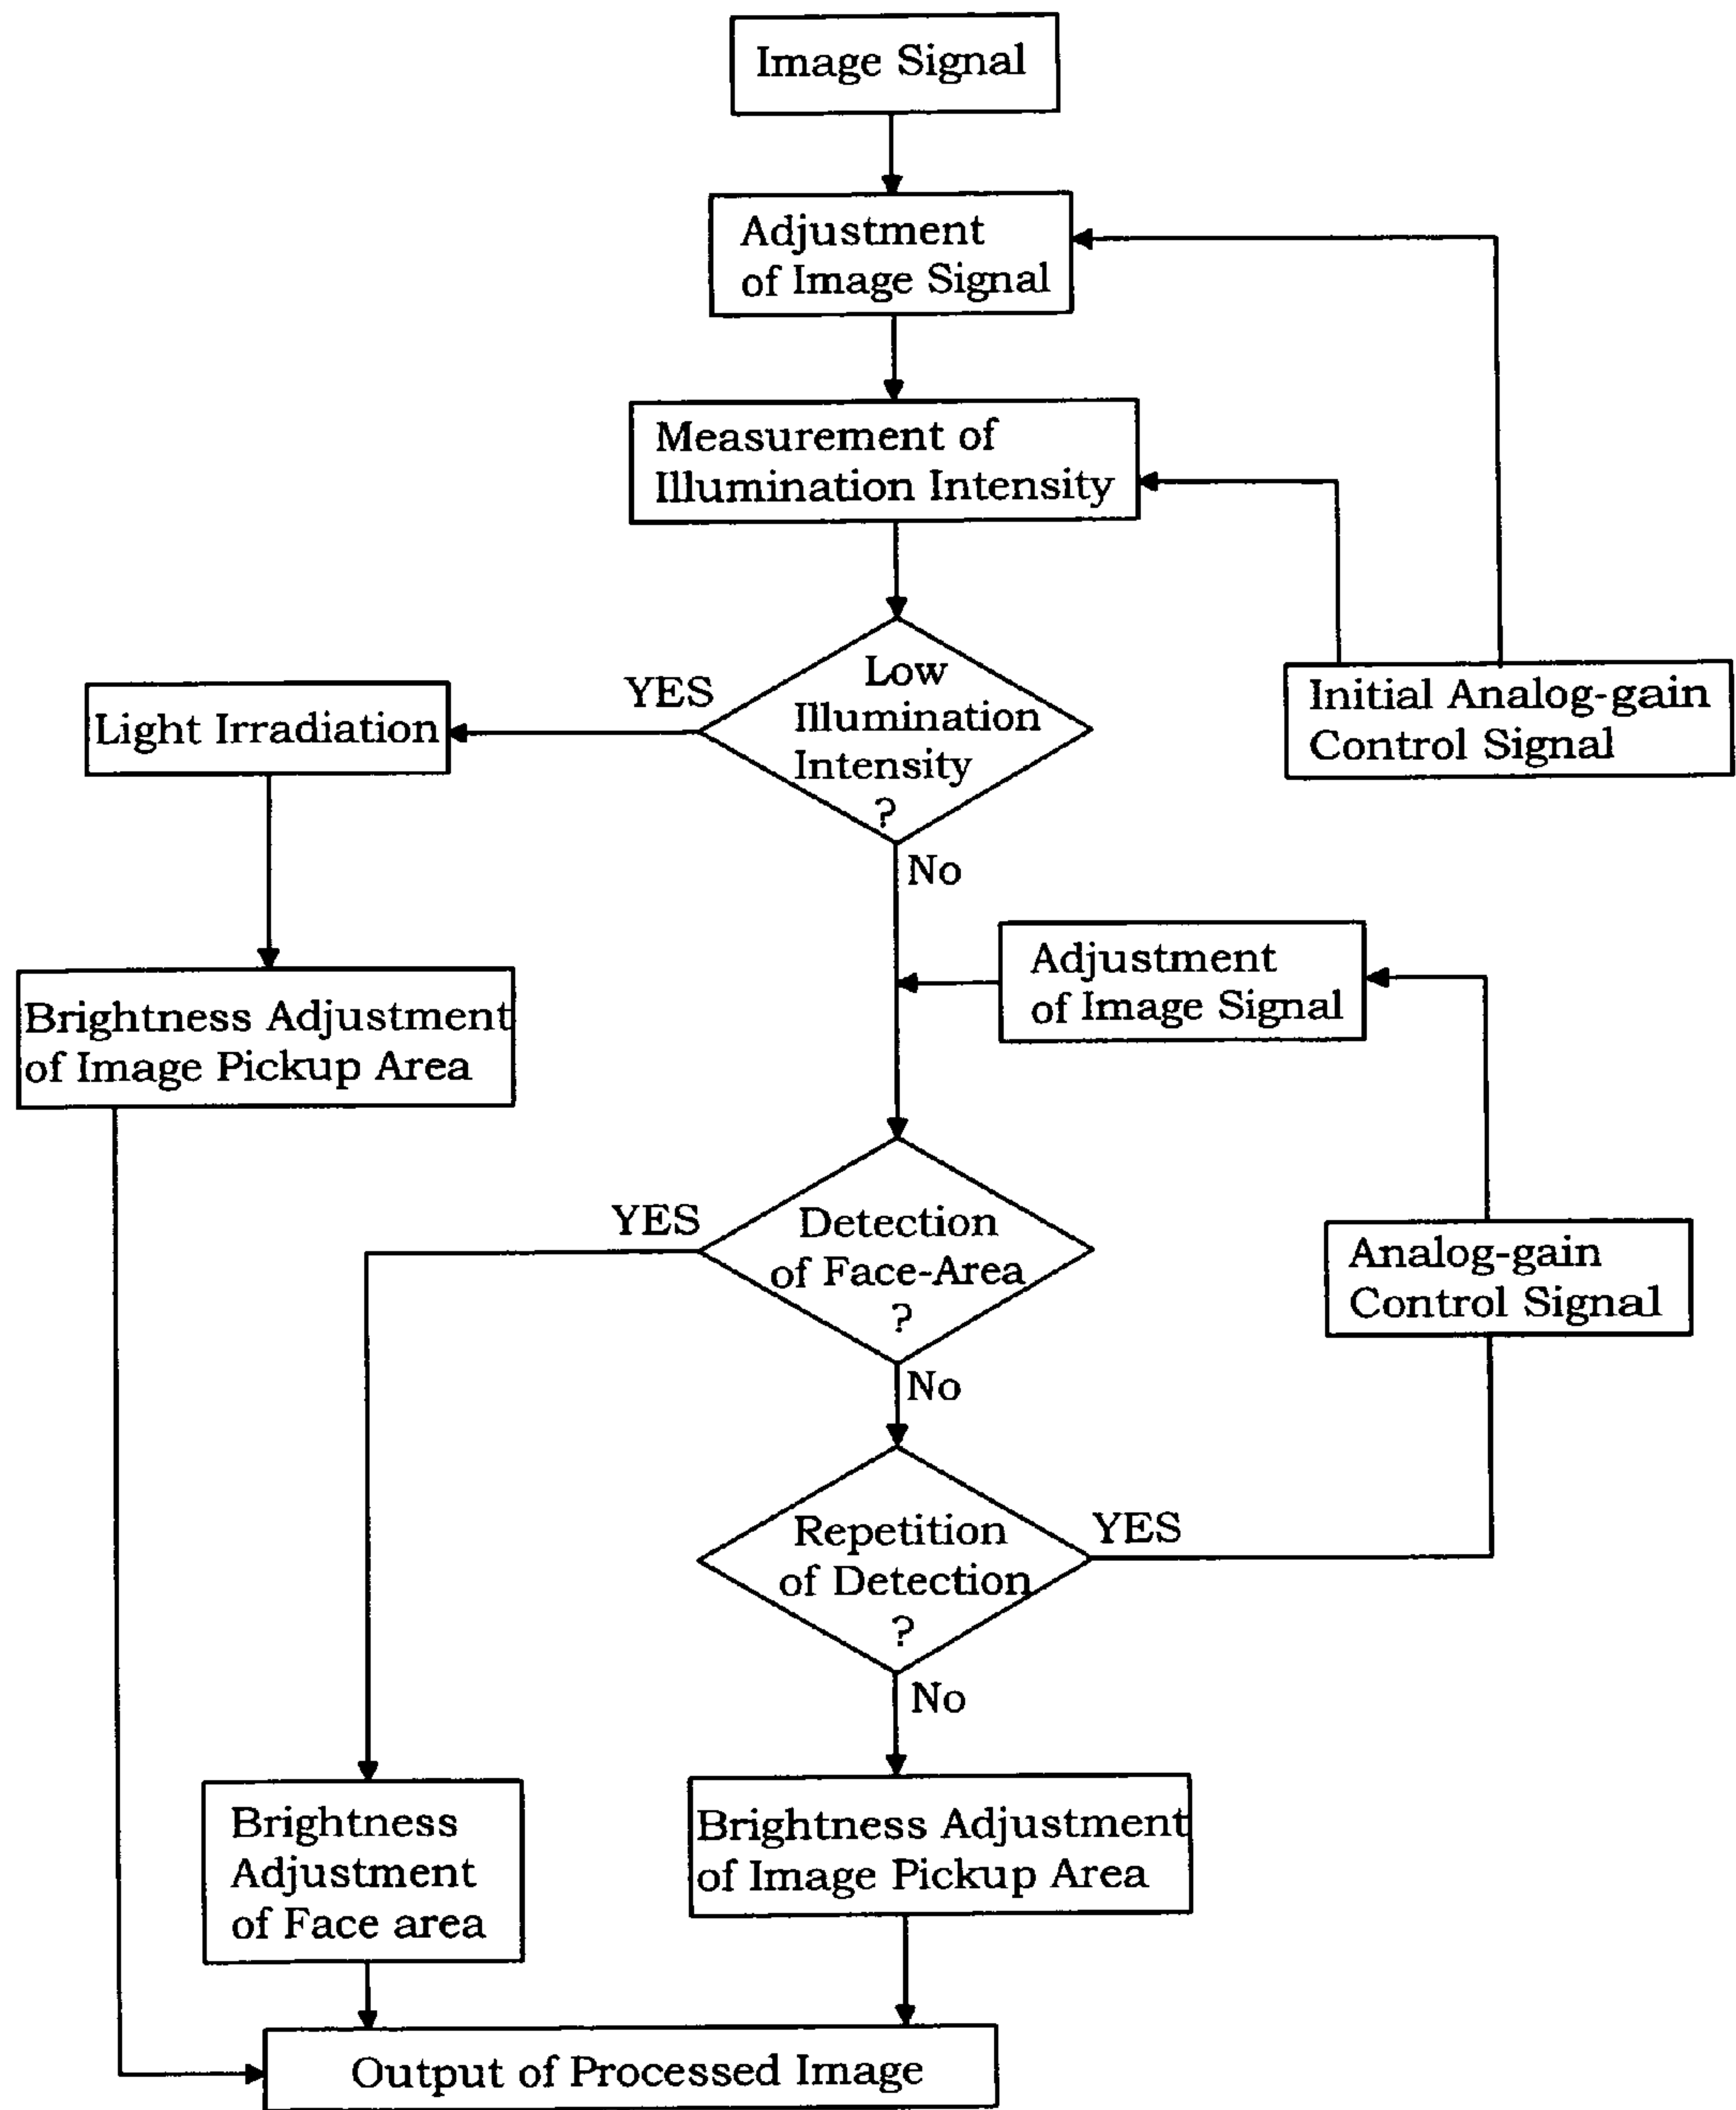 Image Signal
Adjustment
of Image Signal
Measurement of
Illumination Intensity
Low
Illumination
Intensity
?
YES
Light Irradiation
Initial Analog-gain
Control Signal
No
Adjustment
of Image Signal
Brightness Adjustment
of Image Pickup Area
YES
Detection
of Face-Area
?
Analog-gain
Control Signal
No
Repetition
of Detection
?
YES
No
Brightness
Adjustment
of Face area
Brightness Adjustment
of Image Pickup Area
Output of Processed Image